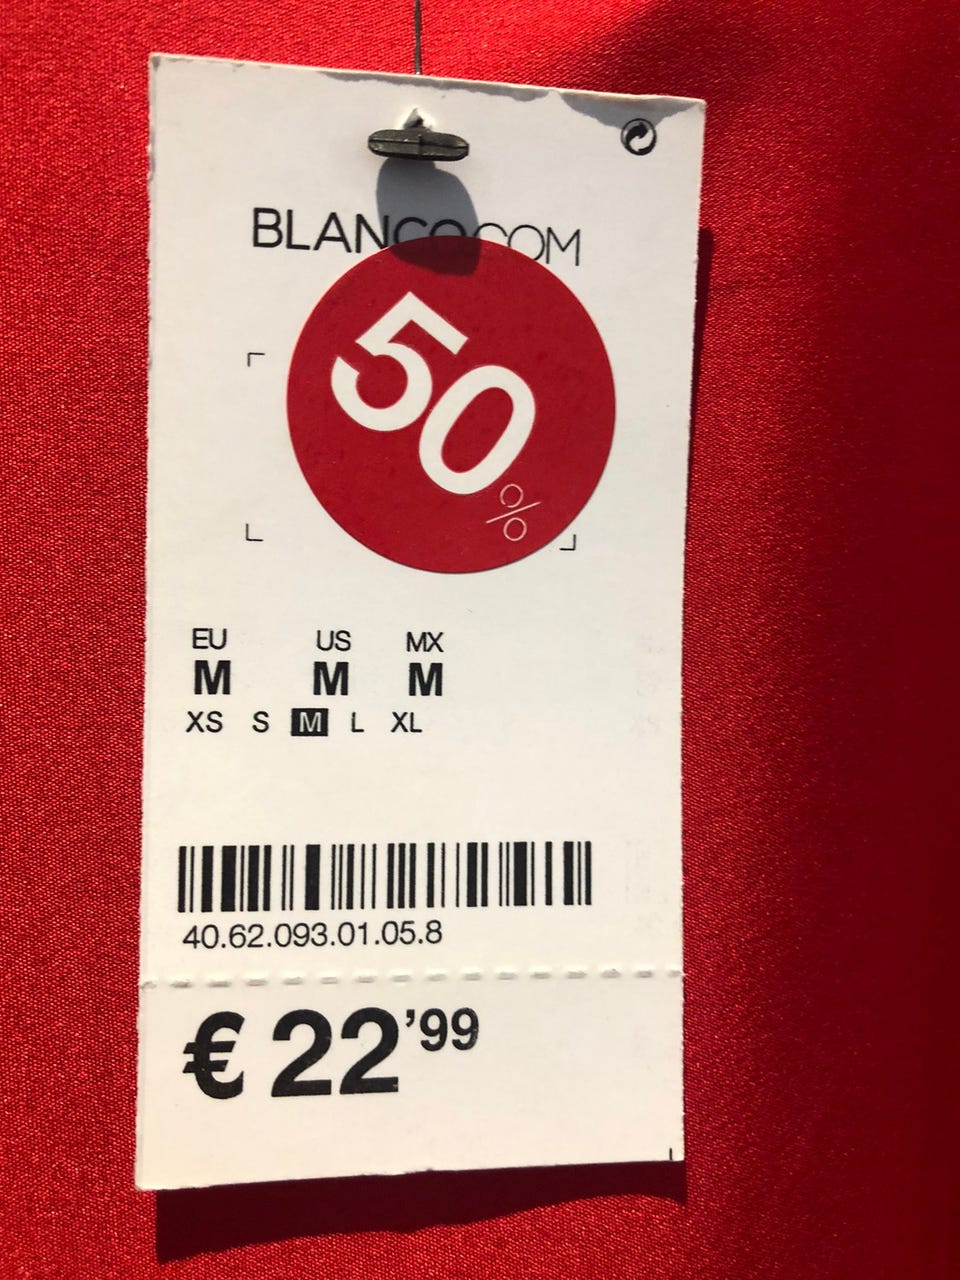 BLANCO.COM
50
%
EU US MX
M M M
XS S M L XL
40.62.093.01.05.8
€ 22'99